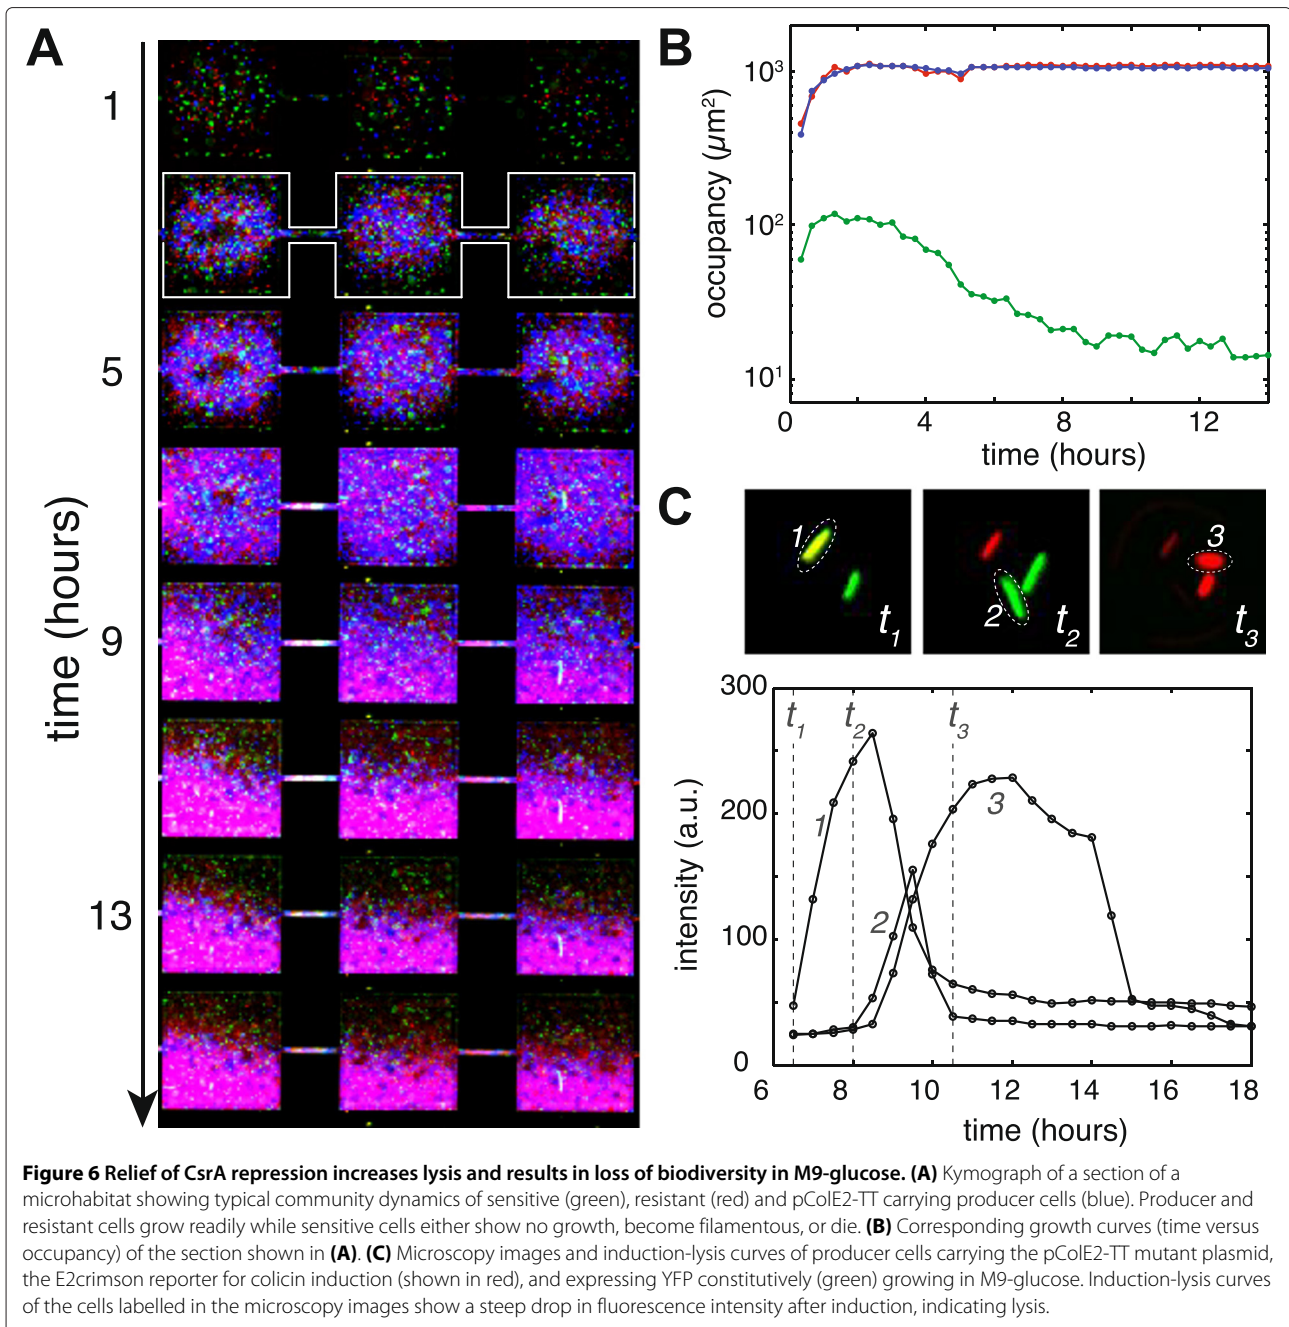 A
1
5
9
13
time (hours)
B
10³
10²
10¹
occupancy (µm²)
0 4 8 12
time (hours)
C
1 t₁
2 t₂
3 t₃
300
200
100
0
intensity (a.u.)
t₁ t₂ t₃
1 2 3
6 8 10 12 14 16 18
time (hours)
Figure 6 Relief of CsrA repression increases lysis and results in loss of biodiversity in M9-glucose. (A) Kymograph of a section of a
microhabitat showing typical community dynamics of sensitive (green), resistant (red) and pColE2-TT carrying producer cells (blue). Producer and
resistant cells grow readily while sensitive cells either show no growth, become filamentous, or die. (B) Corresponding growth curves (time versus
occupancy) of the section shown in (A). (C) Microscopy images and induction-lysis curves of producer cells carrying the pColE2-TT mutant plasmid,
the E2crimson reporter for colicin induction (shown in red), and expressing YFP constitutively (green) growing in M9-glucose. Induction-lysis curves
of the cells labelled in the microscopy images show a steep drop in fluorescence intensity after induction, indicating lysis.